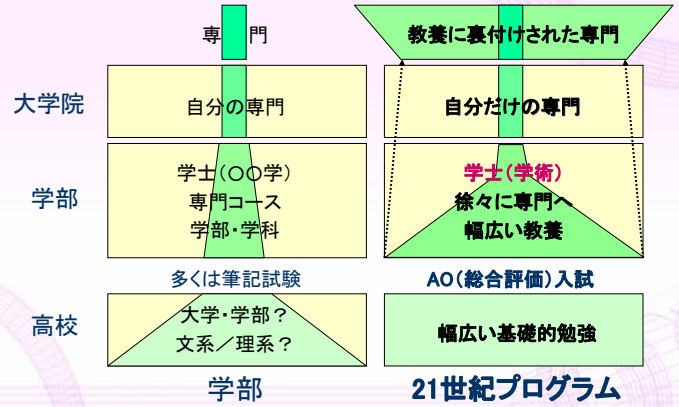 専 門
教養に裏付けされた専門
大学院
自分の専門
自分だけの専門
学部
学士(○○学)
専門コース
学部・学科
学士(学術)
徐々に専門へ
幅広い教養
多くは筆記試験
AO(総合評価)入試
高校
大学・学部?
文系/理系?
幅広い基礎的勉強
学部
21世紀プログラム